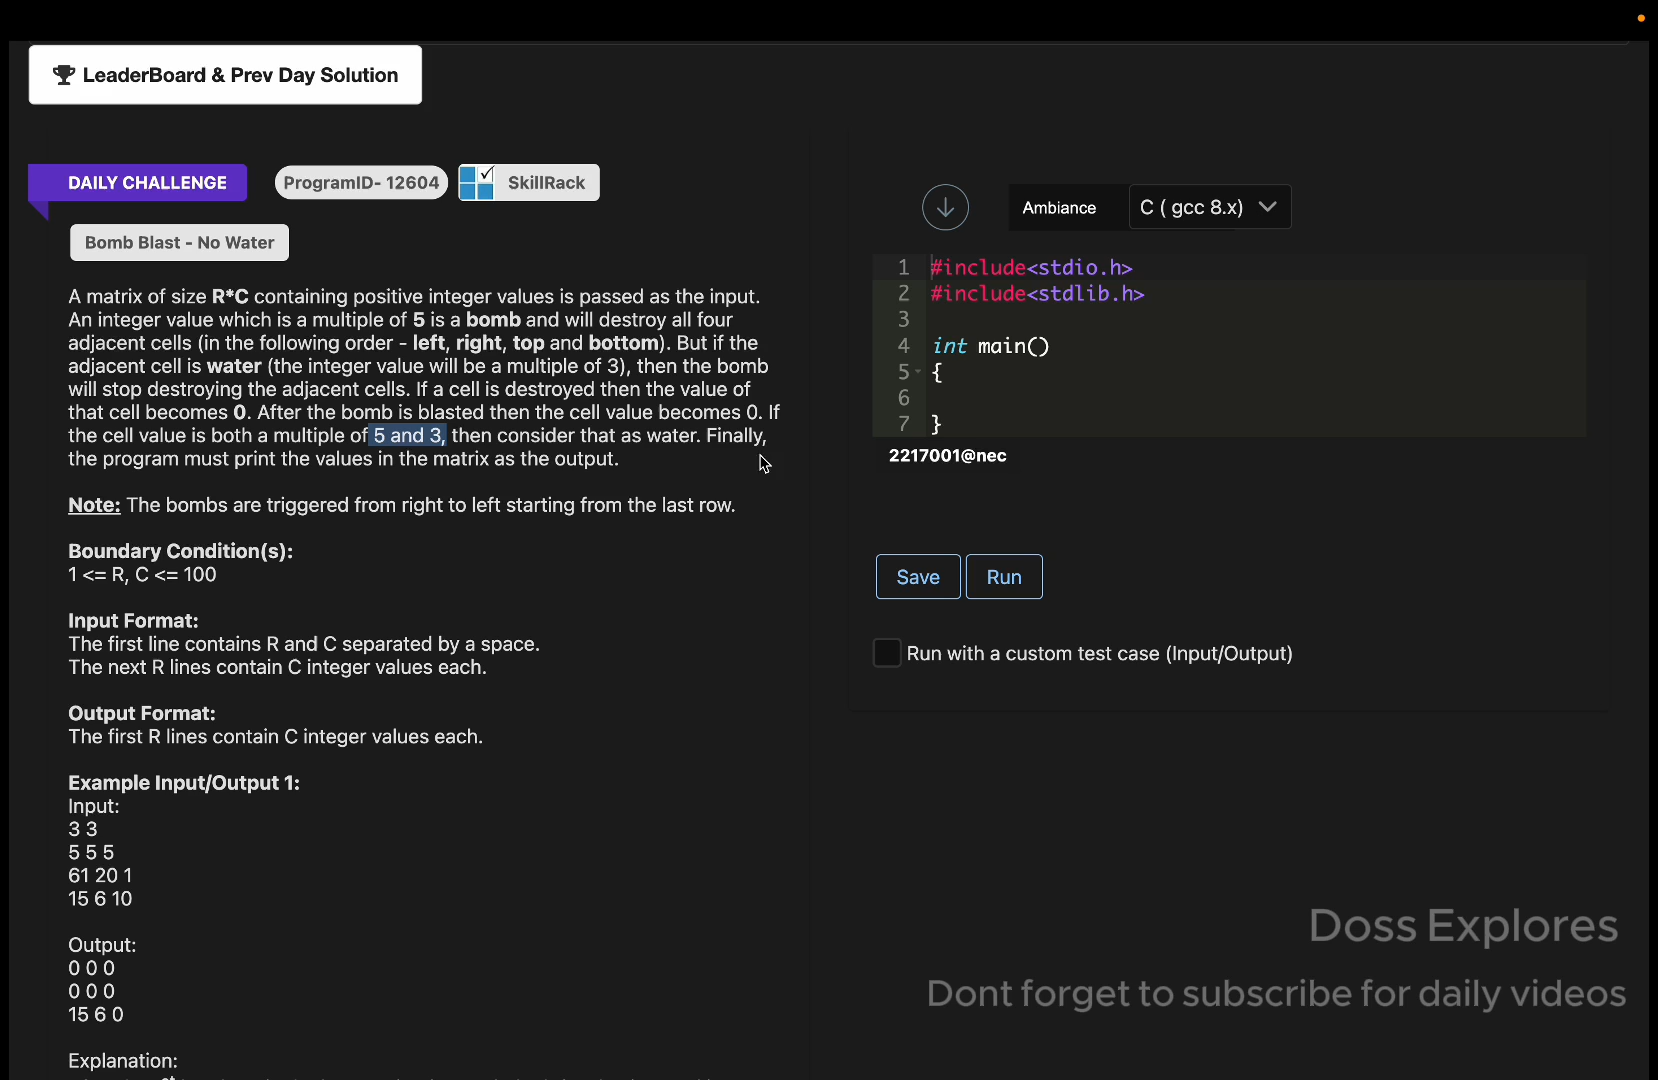 LeaderBoard & Prev Day Solution
DAILY CHALLENGE
ProgramID- 12604
SkillRack
Bomb Blast - No Water
A matrix of size R*C containing positive integer values is passed as the input.
An integer value which is a multiple of 5 is a bomb and will destroy all four
adjacent cells (in the following order - left, right, top and bottom). But if the
adjacent cell is water (the integer value will be a multiple of 3), then the bomb
will stop destroying the adjacent cells. If a cell is destroyed then the value of
that cell becomes 0. After the bomb is blasted then the cell value becomes 0. If
the cell value is both a multiple of 5 and 3, then consider that as water. Finally,
the program must print the values in the matrix as the output.
Note: The bombs are triggered from right to left starting from the last row.
Boundary Condition(s):
1 <= R, C <= 100
Input Format:
The first line contains R and C separated by a space.
The next R lines contain C integer values each.
Output Format:
The first R lines contain C integer values each.
Example Input/Output 1:
Input:
3 3
5 5 5
61 20 1
15 6 10
Output:
0 0 0
0 0 0
15 6 0
Explanation:
Ambiance
C ( gcc 8.x)
1 #include<stdio.h>
2 #include<stdlib.h>
3
4 int main()
5 {
6
7 }
2217001@nec
Save
Run
Run with a custom test case (Input/Output)
Doss Explores
Dont forget to subscribe for daily videos